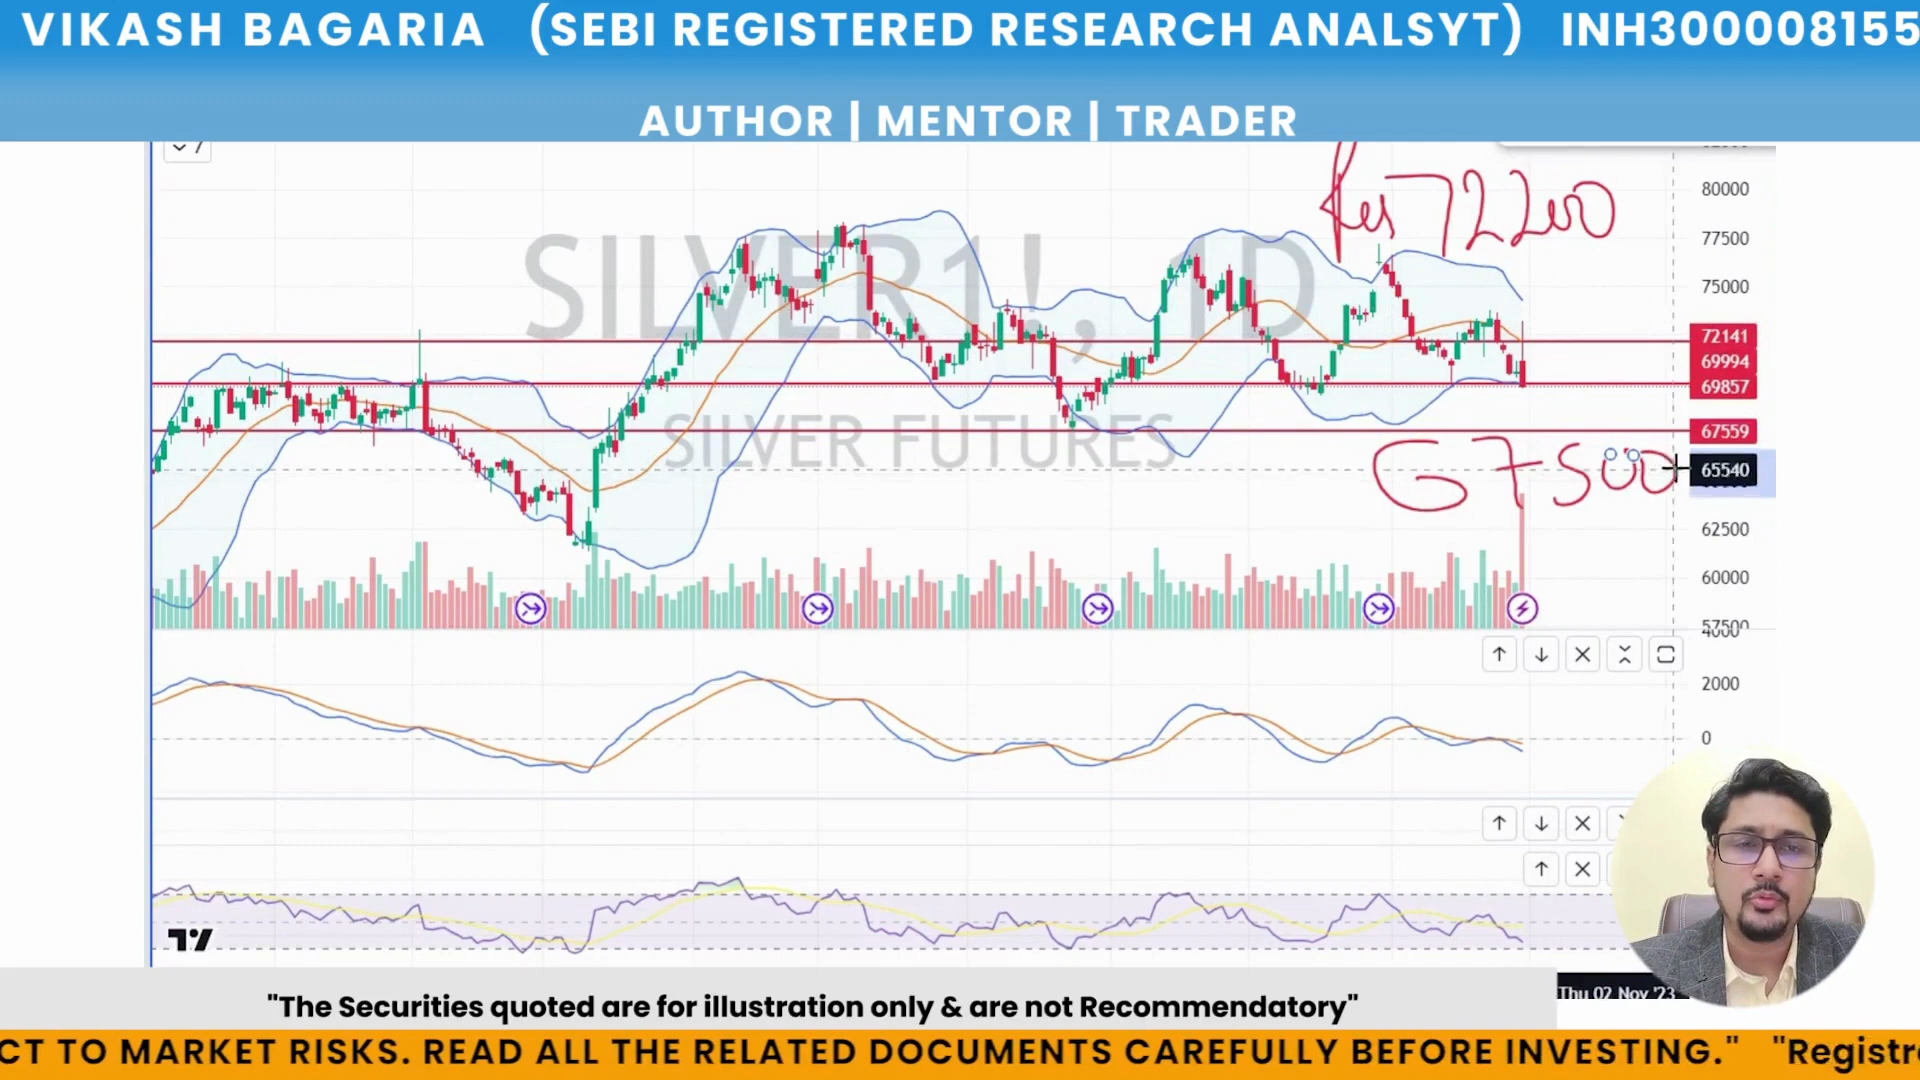 VIKASH BAGARIA (SEBI REGISTERED RESEARCH ANALSYT) INH300008155
AUTHOR | MENTOR | TRADER
7
Res 72200
80000
77500
75000
SILVER1!, 1D
72141
69994
69857
SILVER FUTURES
67559
67500
65540
62500
60000
57500
4000
2000
0
Thu 02 Nov '23
"The Securities quoted are for illustration only & are not Recommendatory"
CT TO MARKET RISKS. READ ALL THE RELATED DOCUMENTS CAREFULLY BEFORE INVESTING." "Registr